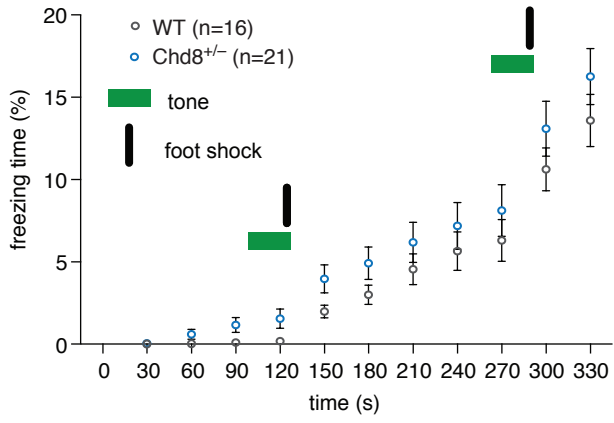 20
15
10
5
0
freezing time (%)
WT (n=16)
Chd8+/– (n=21)
tone
foot shock
0 30 60 90 120 150 180 210 240 270 300 330
time (s)